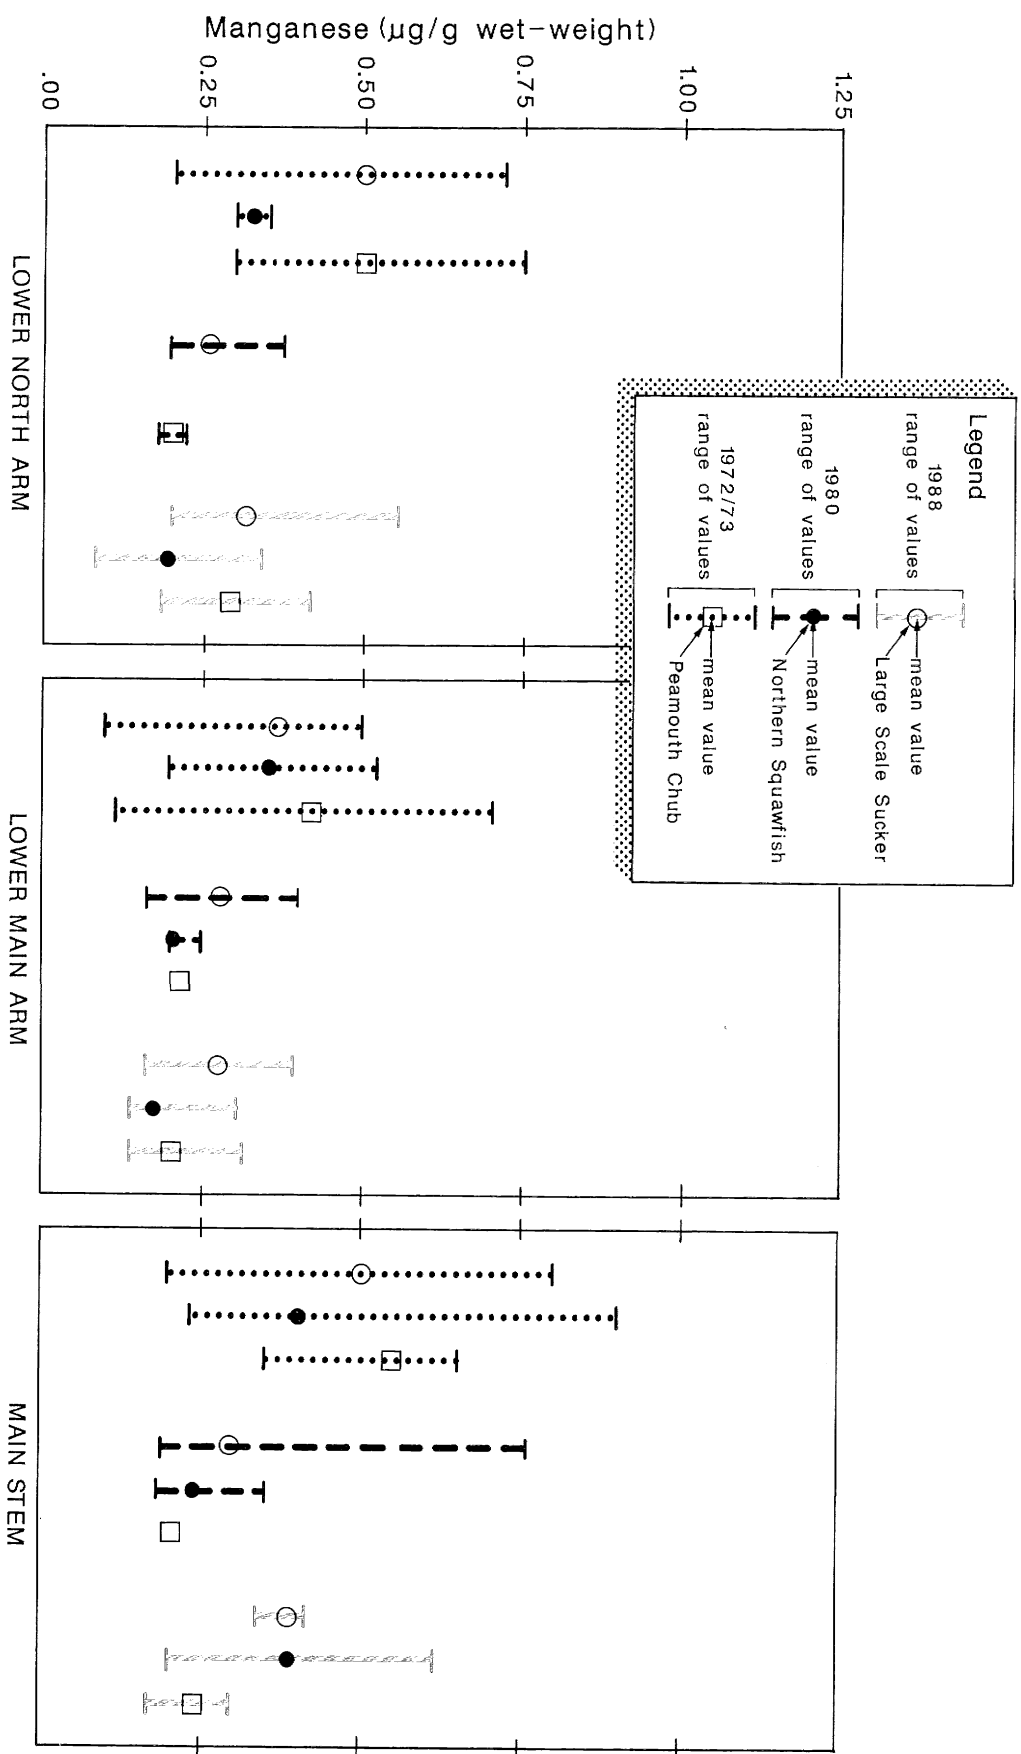 Manganese (µg/g wet-weight)
.00
0.25
0.50
0.75
1.00
1.25
Legend
1988
range of values
mean value
Large Scale Sucker
1980
range of values
mean value
Northern Squawfish
1972/73
range of values
mean value
Peamouth Chub
LOWER NORTH ARM
LOWER MAIN ARM
MAIN STEM